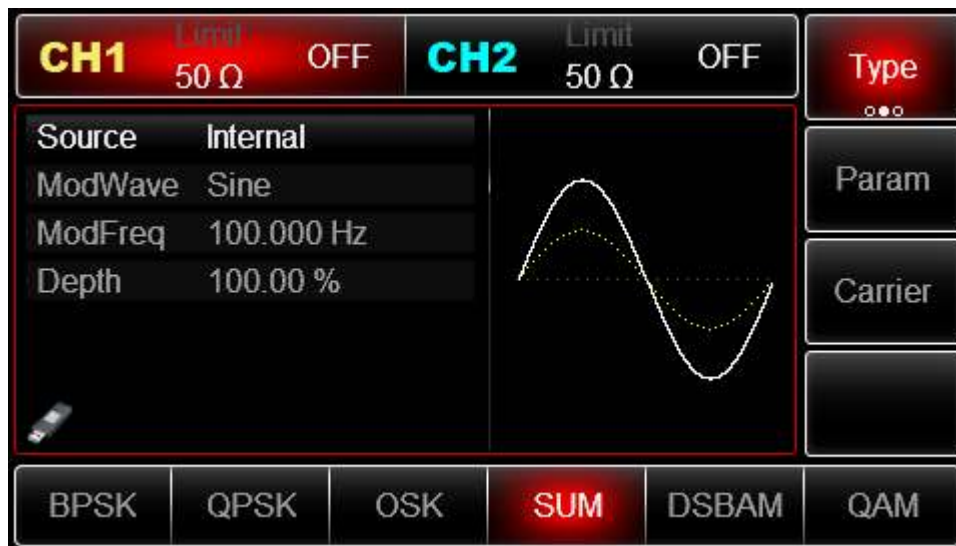 CH1 Limit 50 Ω OFF
CH2 Limit 50 Ω OFF
Type
Source Internal
ModWave Sine
ModFreq 100.000 Hz
Depth 100.00 %
Param
Carrier
BPSK QPSK OSK SUM DSBAM QAM